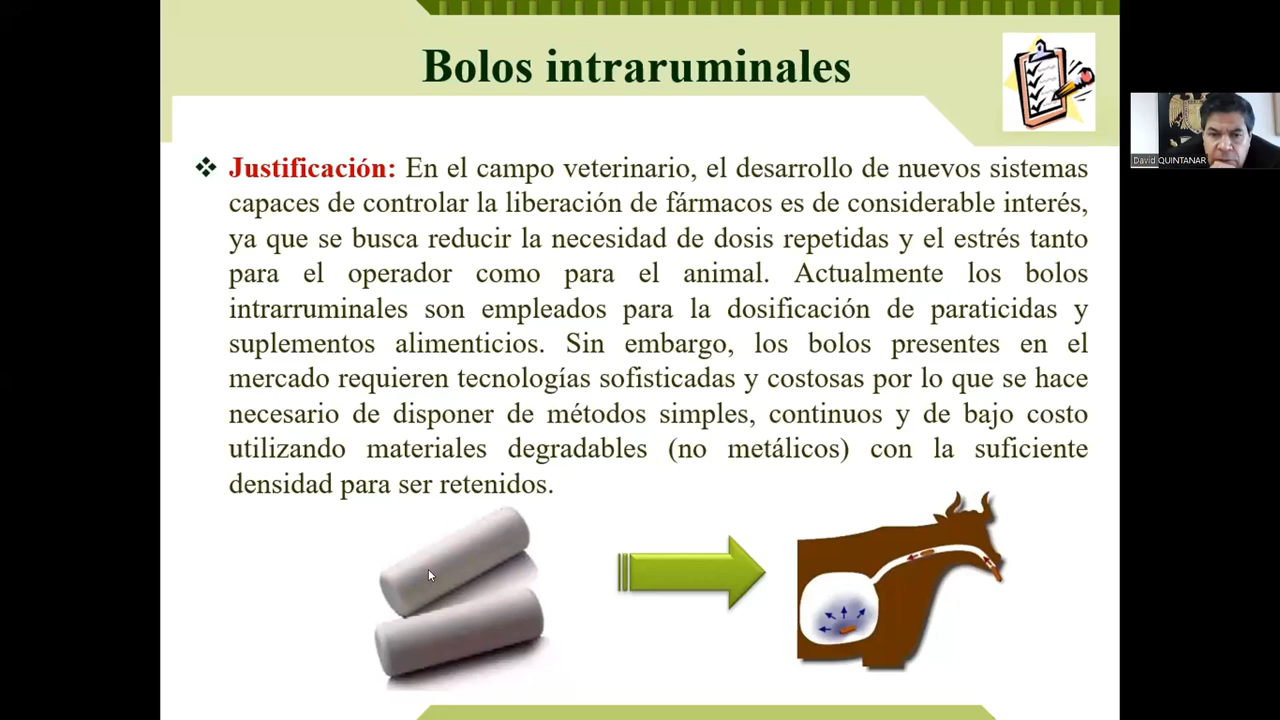 Bolos intraruminales
Justificación: En el campo veterinario, el desarrollo de nuevos sistemas
capaces de controlar la liberación de fármacos es de considerable interés,
ya que se busca reducir la necesidad de dosis repetidas y el estrés tanto
para el operador como para el animal. Actualmente los bolos
intrarruminales son empleados para la dosificación de paraticidas y
suplementos alimenticios. Sin embargo, los bolos presentes en el
mercado requieren tecnologías sofisticadas y costosas por lo que se hace
necesario de disponer de métodos simples, continuos y de bajo costo
utilizando materiales degradables (no metálicos) con la suficiente
densidad para ser retenidos.
David QUINTANAR